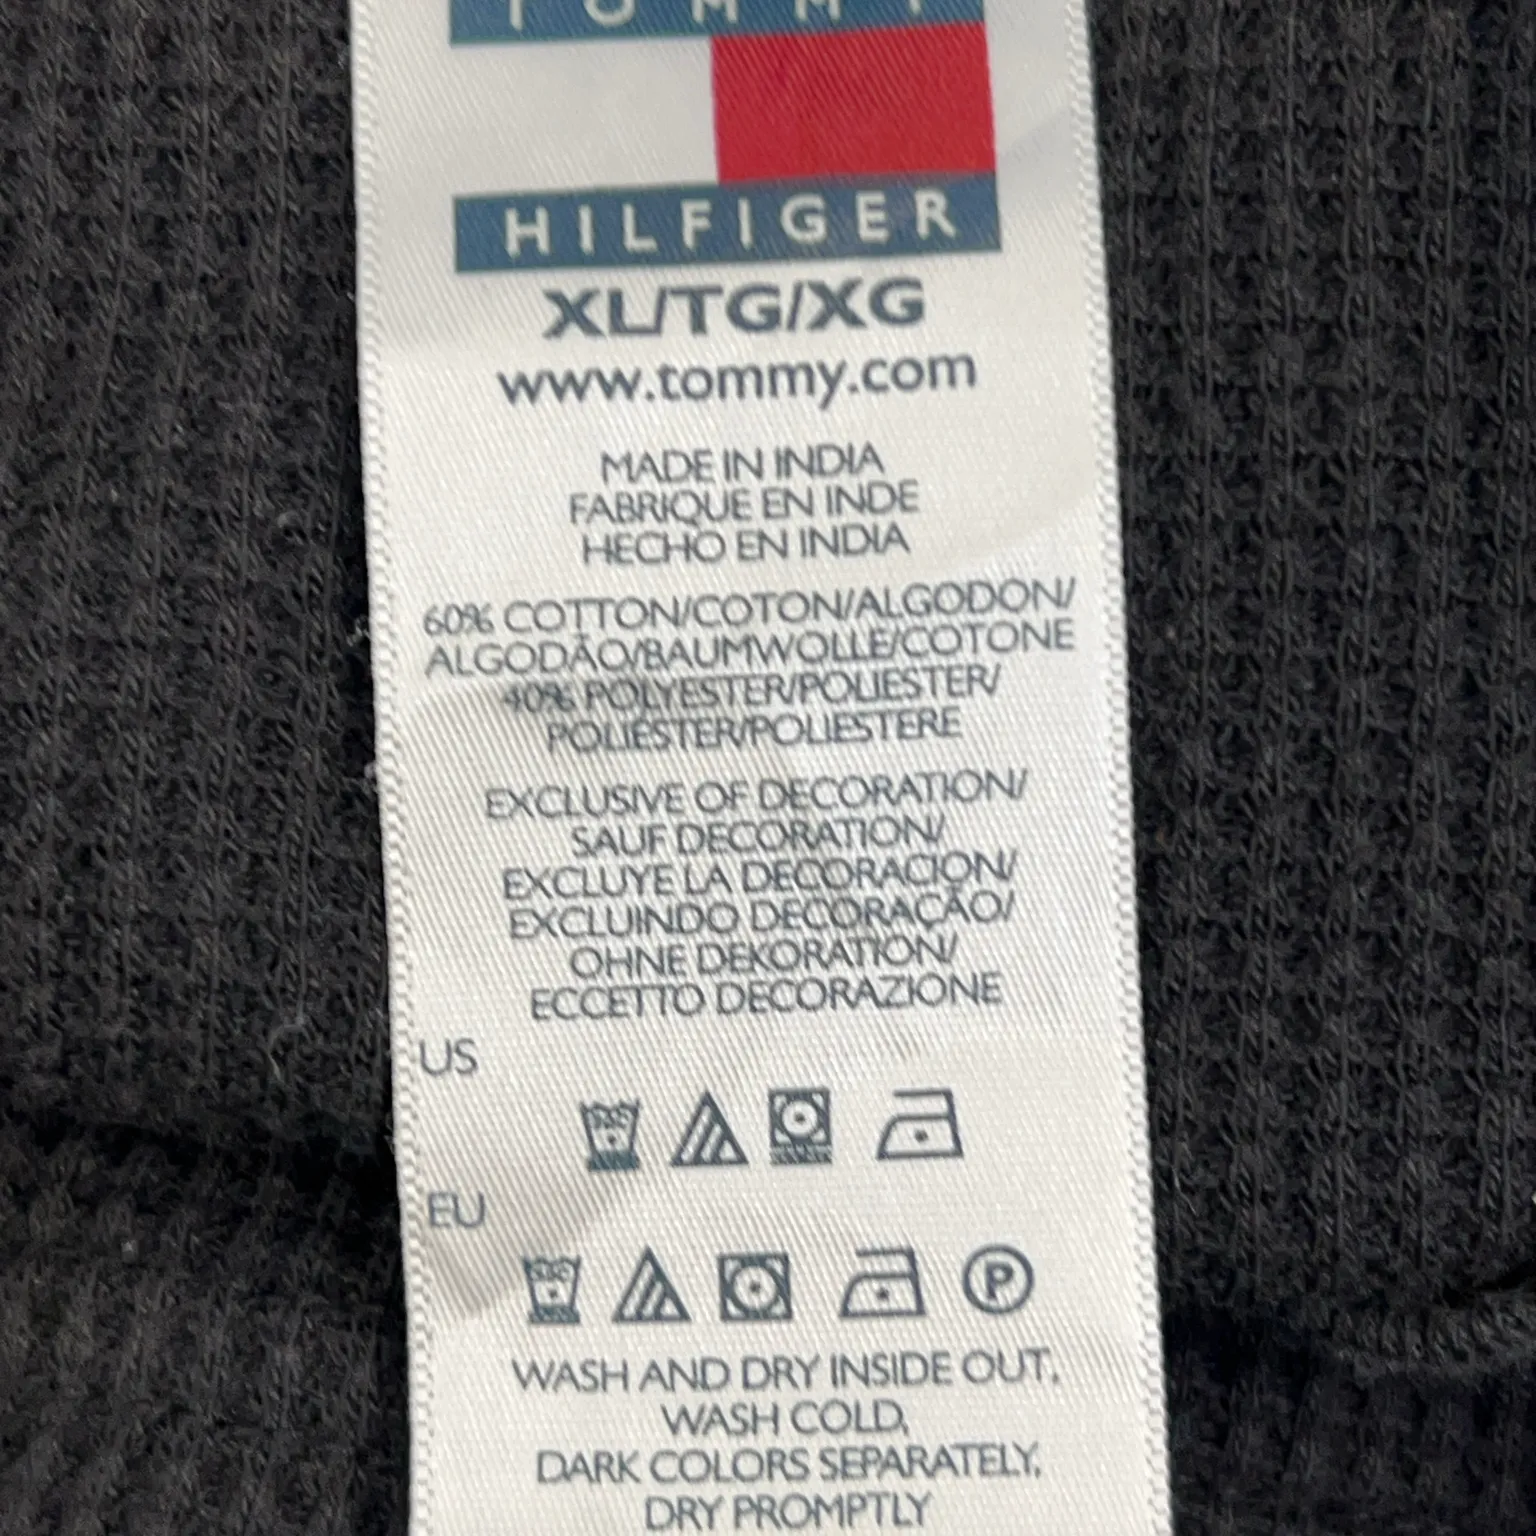 TOMMY
HILFIGER
XL/TG/XG
www.tommy.com
MADE IN INDIA
FABRIQUE EN INDE
HECHO EN INDIA
60% COTTON/COTON/ALGODON/
ALGODÃO/BAUMWOLLE/COTONE
40% POLYESTER/POLIESTER/
POLIÉSTER/POLIESTERE
EXCLUSIVE OF DECORATION/
SAUF DECORATION/
EXCLUYE LA DECORACION/
EXCLUINDO DECORAÇÃO/
OHNE DEKORATION/
ECCETTO DECORAZIONE
US
EU
P
WASH AND DRY INSIDE OUT,
WASH COLD,
DARK COLORS SEPARATELY,
DRY PROMPTLY